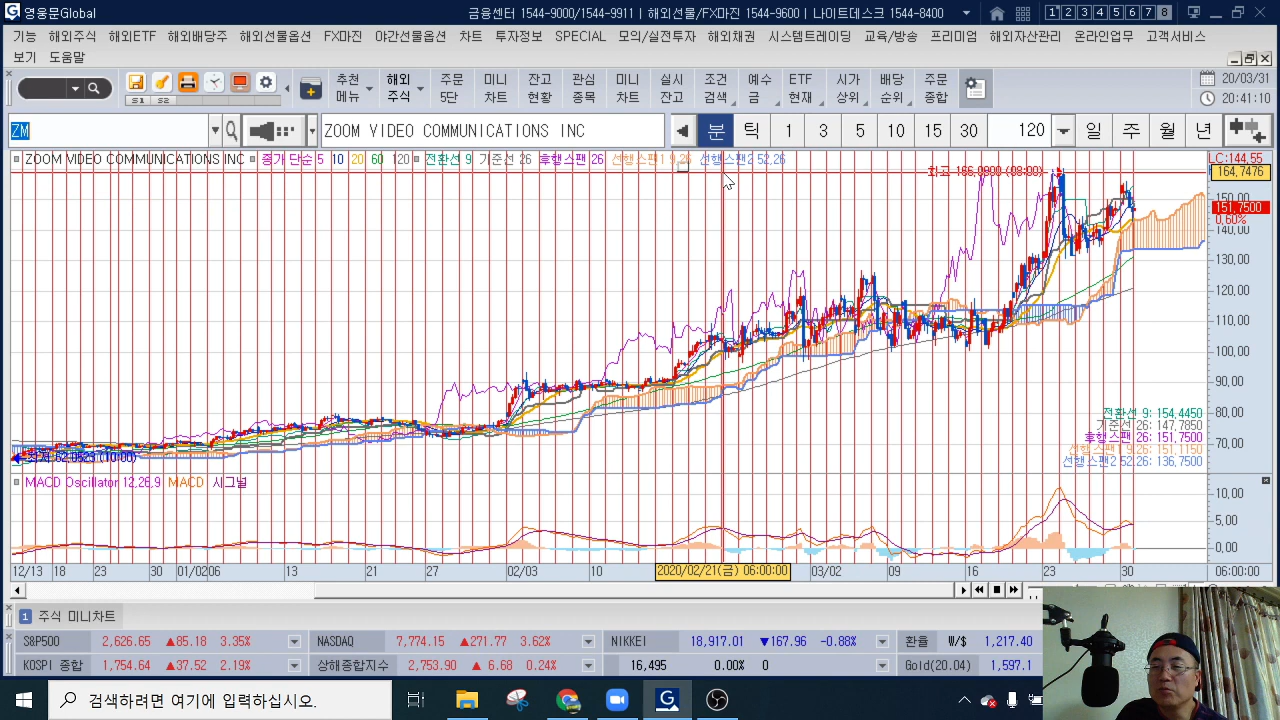 영웅문Global 금융센터 1544-9000/1544-9911 | 해외선물/FX마진 1544-9600 | 나이트데스크 1544-8400 1 2 3 4 5 6 7 8
기능 해외주식 해외ETF 해외배당주 해외선물옵션 FX마진 야간선물옵션 차트 투자정보 SPECIAL 모의/실전투자 해외채권 시스템트레이딩 교육/방송 프리미엄 해외자산관리 온라인업무 고객서비스
보기 도움말
추천 해외 주문 미니 잔고 관심 미니 실시 조건 예수 ETF 시가 배당 주문 20/03/31
메뉴 주식 5단 차트 현황 종목 차트 잔고 검색 금 현재 상위 순위 종합 20:41:10
S1 S2
ZM ZOOM VIDEO COMMUNICATIONS INC 분 틱 1 3 5 10 15 30 120 일 주 월 년
ZOOM VIDEO COMMUNICATIONS INC 종가 단순 5 10 20 60 120 전환선 9 기준선 26 후행스팬 26 선행스팬1 9,26 선행스팬2 52,26 LC:144,55
164,7476
150,00
151,7500
0,60%
140,00
130,00
120,00
110,00
100,00
90,00
80,00
70,00
전환선 9: 154,4450
기준선 26: 147,7850
후행스팬 26: 151,7500
선행스팬1 9,26: 151,1150
선행스팬2 52,26: 136,7500
MACD Oscillator 12,26,9 MACD 시그널
10,00
5,00
0,00
12/13 18 23 30 01/02 06 13 21 27 02/03 10 2020/02/21(금) 06:00:00 03/02 09 16 23 30 06:00:00
1 주식 미니차트
S&P500 2,626.65 ▲85.18 3.35% NASDAQ 7,774.15 ▲271.77 3.62% NIKKEI 18,917.01 ▼167.96 -0.88% 환율 W/$ 1,217.40
KOSPI 종합 1,754.64 ▲37.52 2.19% 상해종합지수 2,753.90 ▲ 6.68 0.24% 16,495 0.00% 0 Gold(20.04) 1,597.1
검색하려면 여기에 입력하십시오.